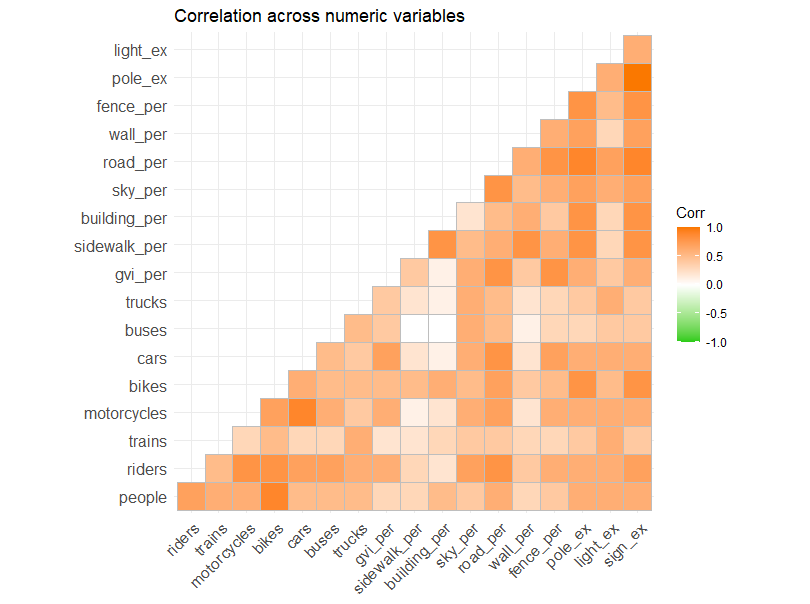 Correlation across numeric variables
light_ex
pole_ex
fence_per
wall_per
road_per
sky_per
building_per
sidewalk_per
gvi_per
trucks
buses
cars
bikes
motorcycles
trains
riders
people
riders
trains
motorcycles
bikes
cars
buses
trucks
gvi_per
sidewalk_per
building_per
sky_per
road_per
wall_per
fence_per
pole_ex
light_ex
sign_ex
Corr
1.0
0.5
0.0
-0.5
-1.0